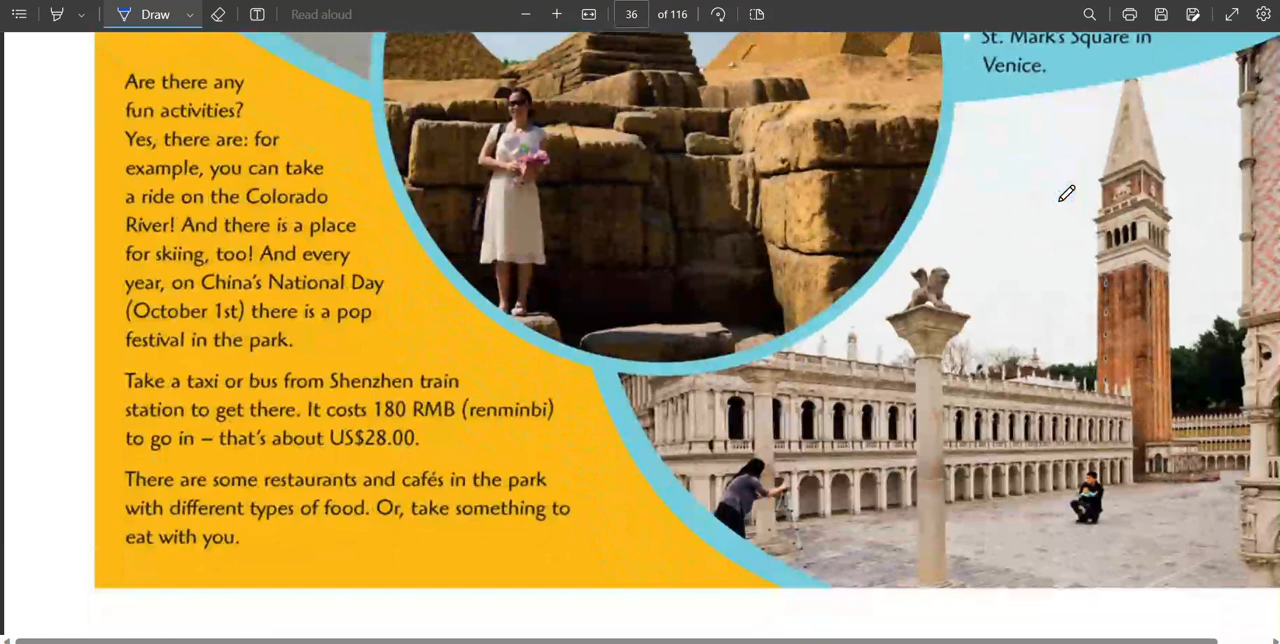 Draw
Read aloud
36
of 116
St. Mark's Square in
Venice.
Are there any
fun activities?
Yes, there are: for
example, you can take
a ride on the Colorado
River! And there is a place
for skiing, too! And every
year, on China's National Day
(October 1st) there is a pop
festival in the park.
Take a taxi or bus from Shenzhen train
station to get there. It costs 180 RMB (renminbi)
to go in – that's about US$28.00.
There are some restaurants and cafés in the park
with different types of food. Or, take something to
eat with you.